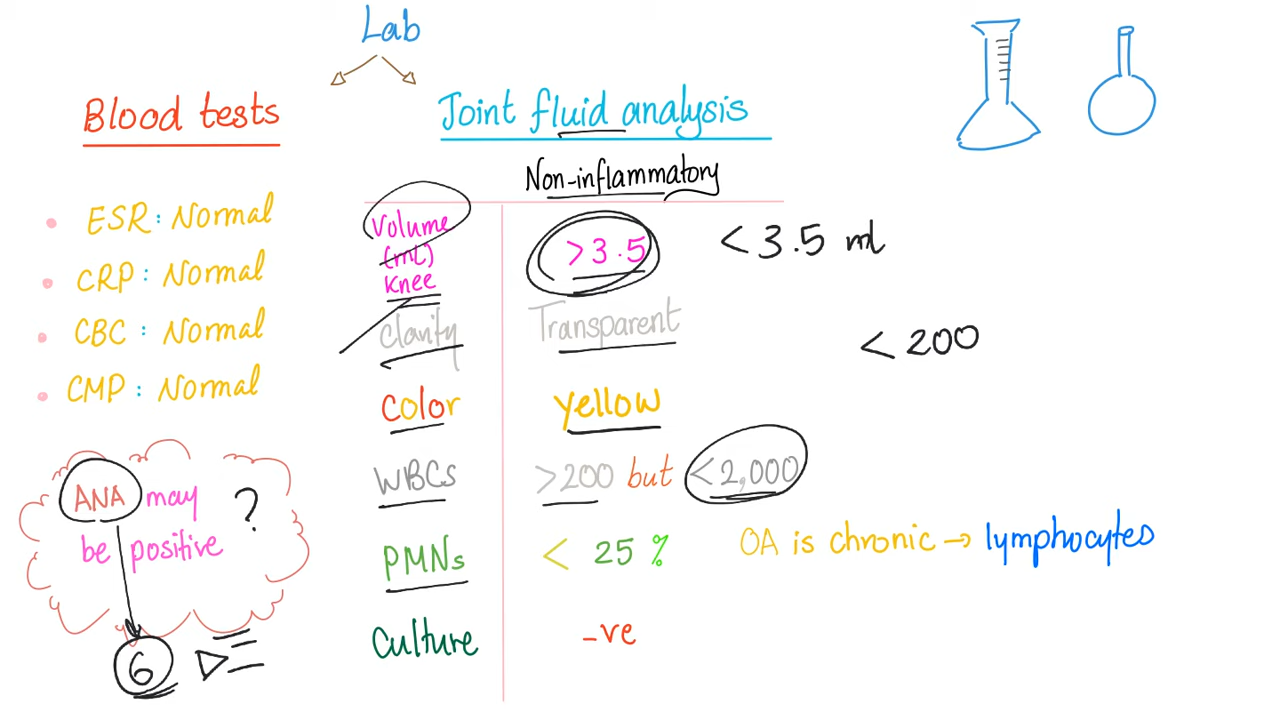 Lab
Blood tests
ESR: Normal
CRP: Normal
CBC: Normal
CMP: Normal
ANA may
be positive
?
6
Joint fluid analysis
Non-inflammatory
Volume
(mL)
Knee
>3.5
<3.5 ml
Clarity
Transparent
<200
Color
yellow
WBCs
>200 but <2,000
PMNs
< 25 %
OA is chronic → lymphocytes
Culture
-ve